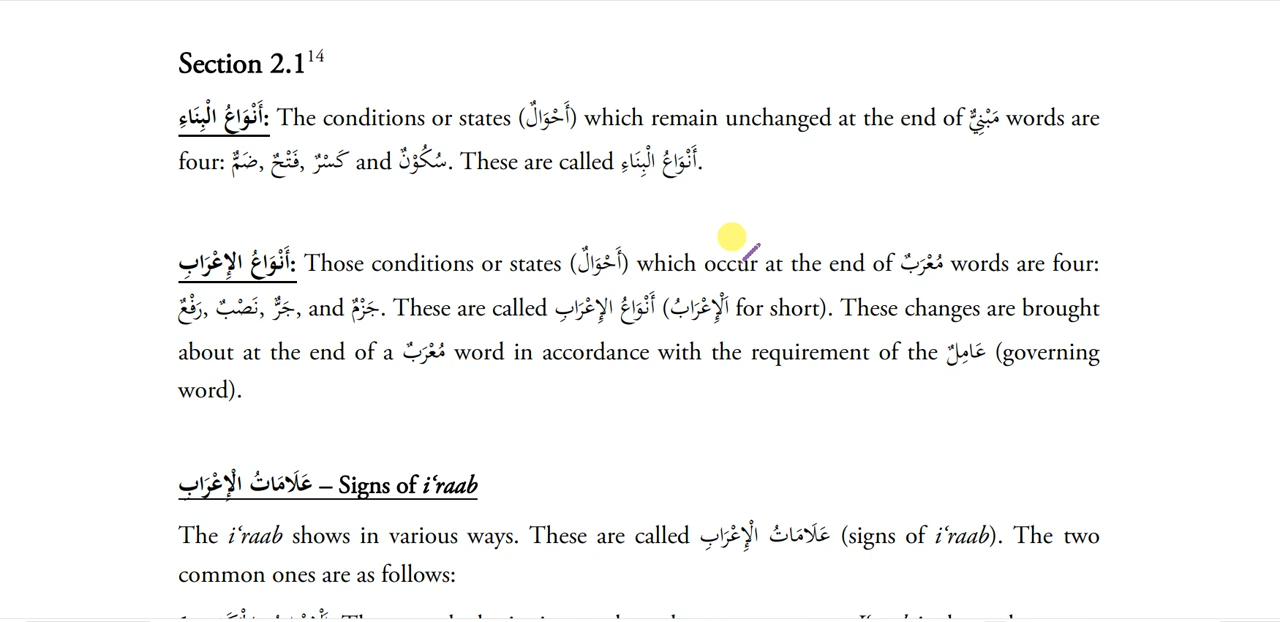 Section 2.1¹⁴
أَنْوَاعُ الْبِنَاءِ: The conditions or states (أَحْوَالٌ) which remain unchanged at the end of مَبْنِيٌّ words are
four: ضَمٌّ, فَتْحٌ, كَسْرٌ and سُكُوْنٌ. These are called أَنْوَاعُ الْبِنَاءِ.
أَنْوَاعُ الإِعْرَابِ: Those conditions or states (أَحْوَالٌ) which occur at the end of مُعْرَبٌ words are four:
رَفْعٌ, نَصْبٌ, جَرٌّ, and جَزْمٌ. These are called أَنْوَاعُ الإِعْرَابِ (اَلْإِعْرَابُ for short). These changes are brought
about at the end of a مُعْرَبٌ word in accordance with the requirement of the عَامِلٌ (governing
word).
عَلَامَاتُ الْإِعْرَابِ – Signs of i‘raab
The i‘raab shows in various ways. These are called عَلَامَاتُ الْإِعْرَابِ (signs of i‘raab). The two
common ones are as follows: